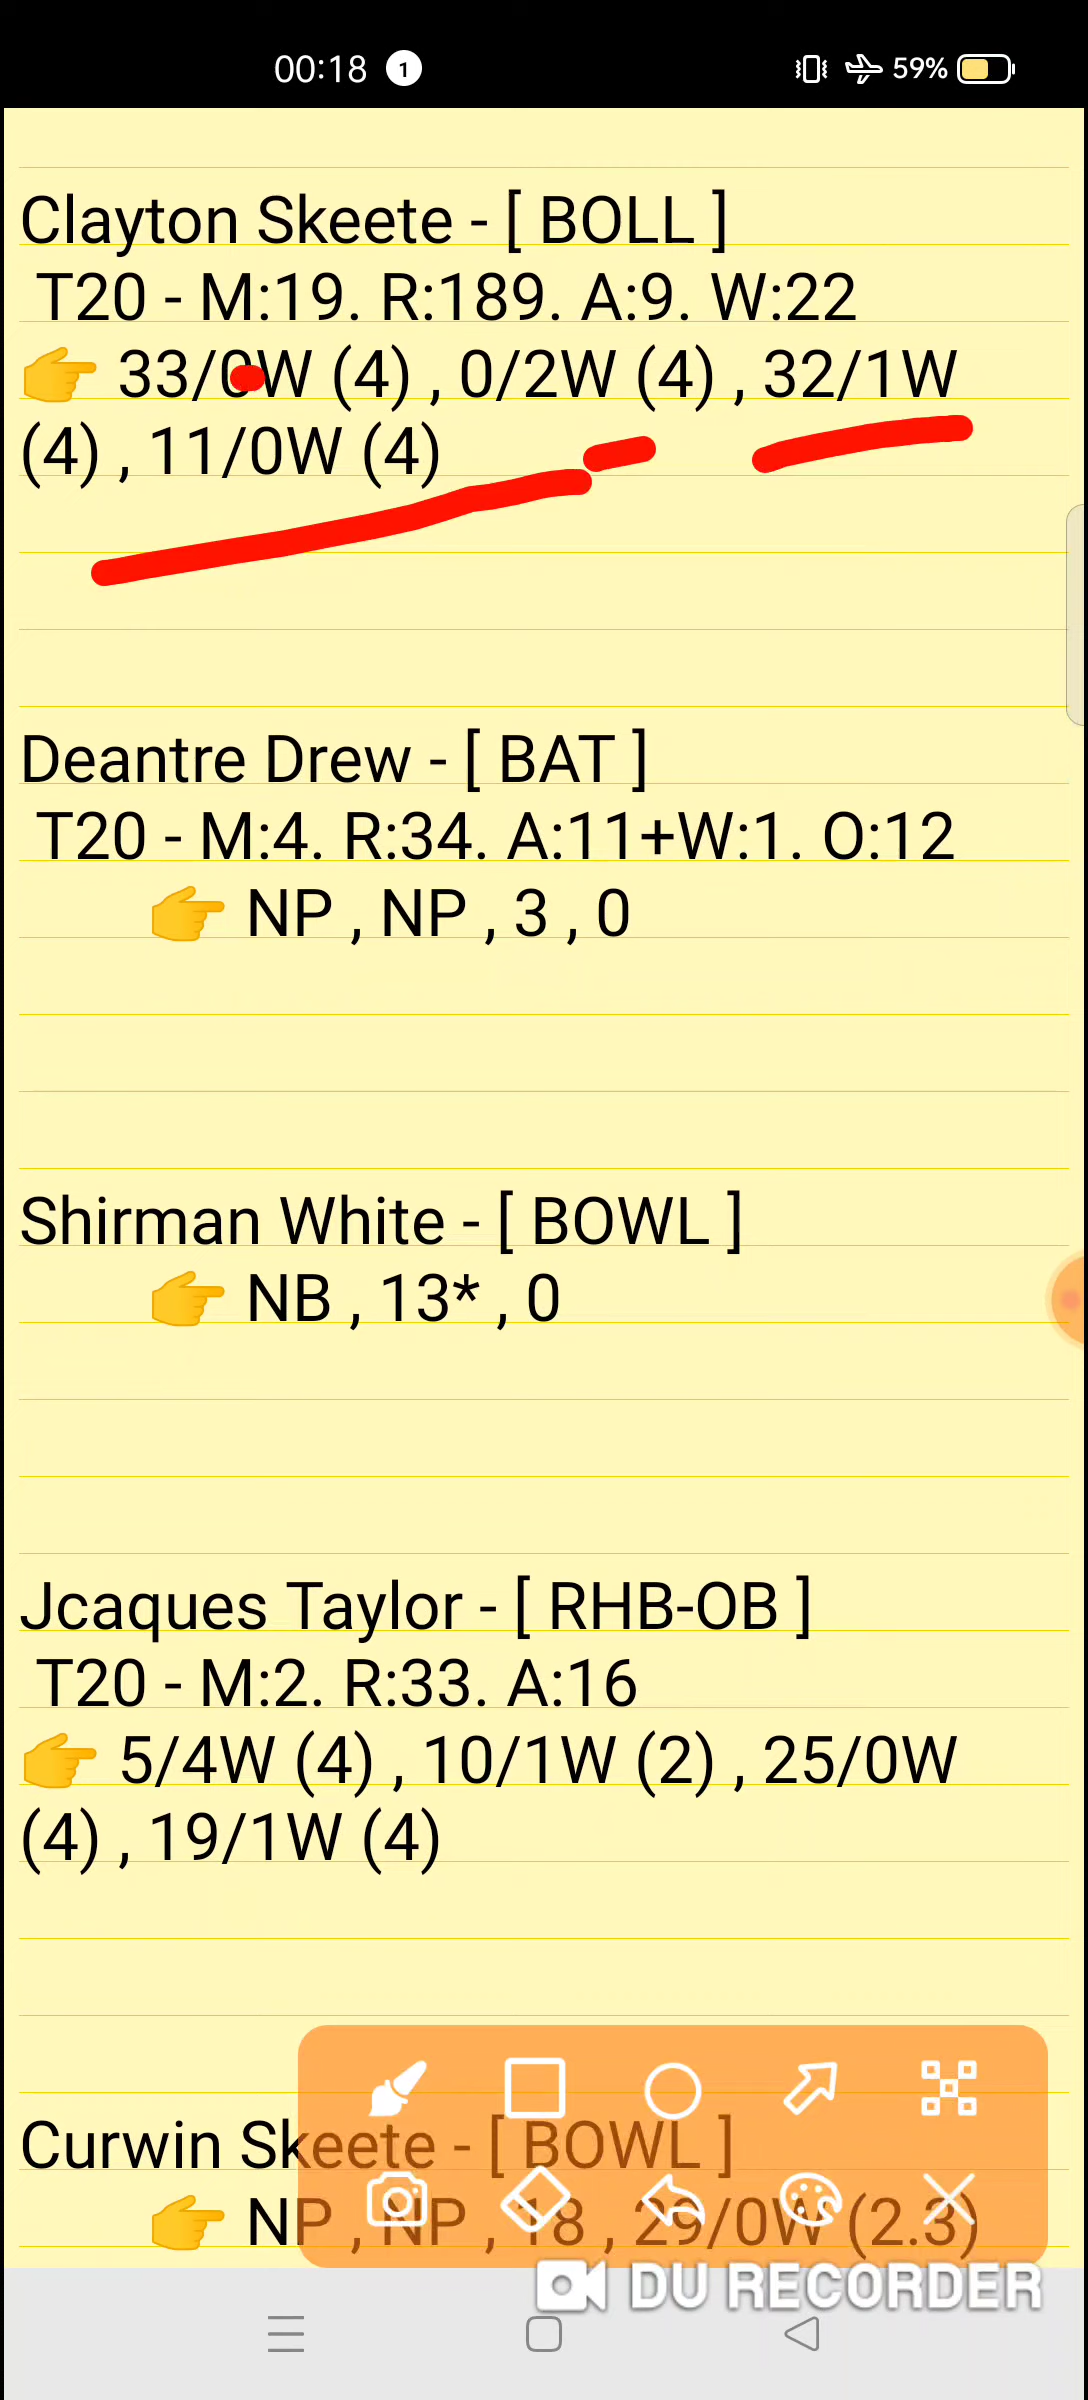 00:18 1 59%
Clayton Skeete - [ BOLL ]
T20 - M:19. R:189. A:9. W:22
👉 33/0W (4) , 0/2W (4) , 32/1W
(4) , 11/0W (4)
Deantre Drew - [ BAT ]
T20 - M:4. R:34. A:11+W:1. O:12
👉 NP , NP , 3 , 0
Shirman White - [ BOWL ]
👉 NB , 13* , 0
Jcaques Taylor - [ RHB-OB ]
T20 - M:2. R:33. A:16
👉 5/4W (4) , 10/1W (2) , 25/0W
(4) , 19/1W (4)
Curwin Skeete - [ BOWL ]
👉 NP , NP , 18 , 29/0W (2.3)
DU RECORDER